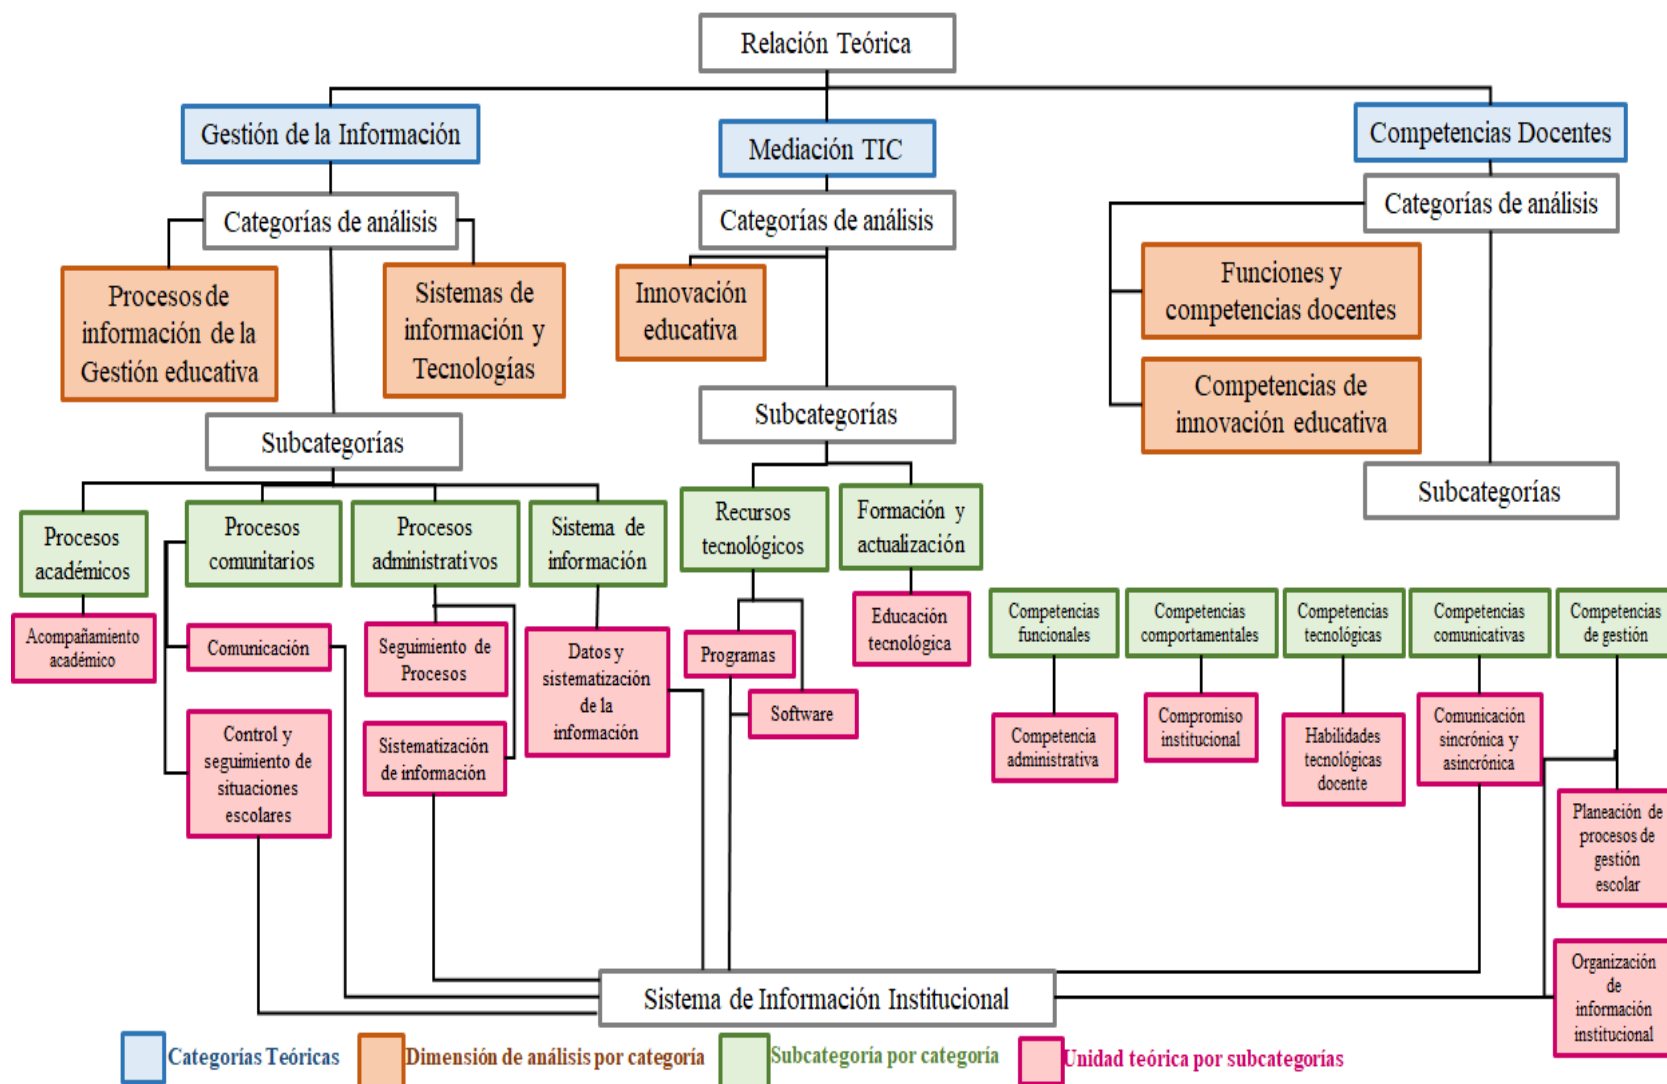 Relación Teórica
Gestión de la Información
Mediación TIC
Competencias Docentes
Categorías de análisis
Categorías de análisis
Categorías de análisis
Procesos de
información de la
Gestión educativa
Sistemas de
información y
Tecnologías
Innovación
educativa
Funciones y
competencias docentes
Competencias de
innovación educativa
Subcategorías
Subcategorías
Subcategorías
Procesos
académicos
Procesos
comunitarios
Procesos
administrativos
Sistema de
información
Recursos
tecnológicos
Formación y
actualización
Competencias
funcionales
Competencias
comportamentales
Competencias
tecnológicas
Competencias
comunicativas
Competencias
de gestión
Acompañamiento
académico
Comunicación
Control y
seguimiento de
situaciones
escolares
Seguimiento de
Procesos
Sistematización
de información
Datos y
sistematización
de la
información
Programas
Software
Educación
tecnológica
Competencia
administrativa
Compromiso
institucional
Habilidades
tecnológicas
docente
Comunicación
sincrónica y
asincrónica
Planeación de
procesos de
gestión
escolar
Organización
de
información
institucional
Sistema de Información Institucional
Categorías Teóricas
Dimensión de análisis por categoría
Subcategoría por categoría
Unidad teórica por subcategorías